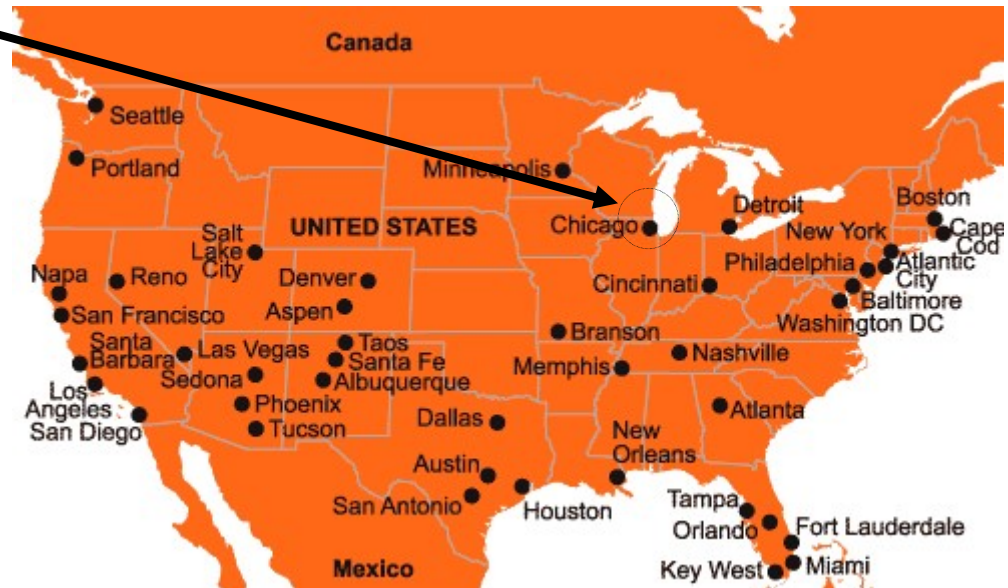 Canada
Seattle
Portland
Minneapolis
UNITED STATES
Chicago
Detroit
Boston
Cape
Cod
New York
Philadelphia
Atlantic
City
Baltimore
Washington DC
Salt
Lake
City
Napa
Reno
Denver
Cincinnati
Aspen
San Francisco
Santa
Barbara
Las Vegas
Taos
Santa Fe
Branson
Nashville
Sedona
Albuquerque
Memphis
Los
Angeles
San Diego
Phoenix
Tucson
Dallas
Atlanta
New
Orleans
Austin
San Antonio
Houston
Tampa
Orlando
Fort Lauderdale
Mexico
Key West
Miami